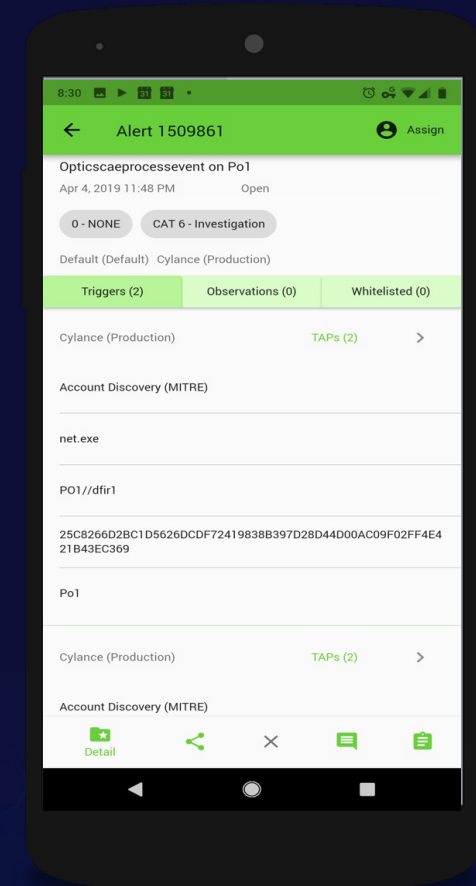 8:30 31 31
Alert 1509861 Assign
Opticscaeprocessevent on Po1
Apr 4, 2019 11:48 PM Open
0 - NONE CAT 6 - Investigation
Default (Default) Cylance (Production)
Triggers (2) Observations (0) Whitelisted (0)
Cylance (Production) TAPs (2)
Account Discovery (MITRE)
net.exe
PO1//dfir1
25C8266D2BC1D5626DCDF72419838B397D28D44D00AC09F02FF4E4
21B43EC369
Po1
Cylance (Production) TAPs (2)
Account Discovery (MITRE)
Detail